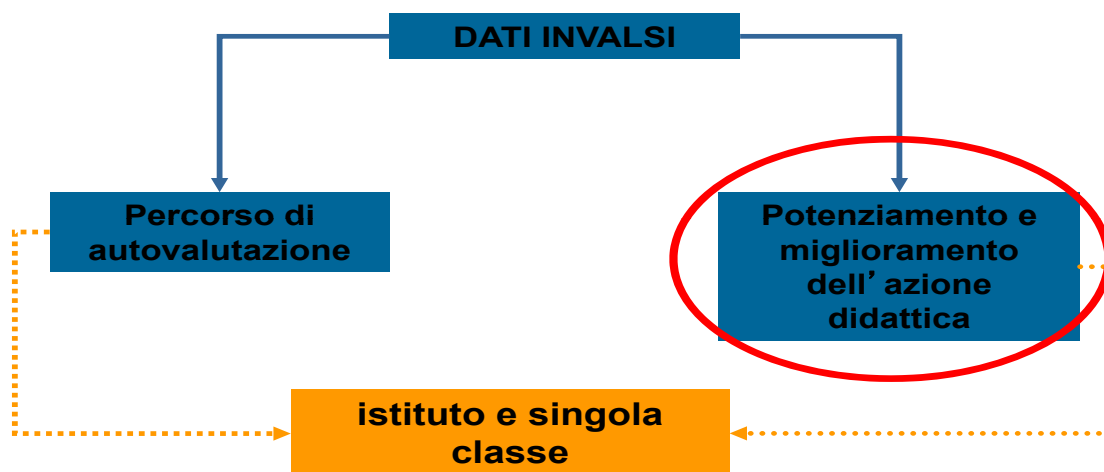 DATI INVALSI
Percorso di
autovalutazione
Potenziamento e
miglioramento
dell’azione
didattica
istituto e singola
classe